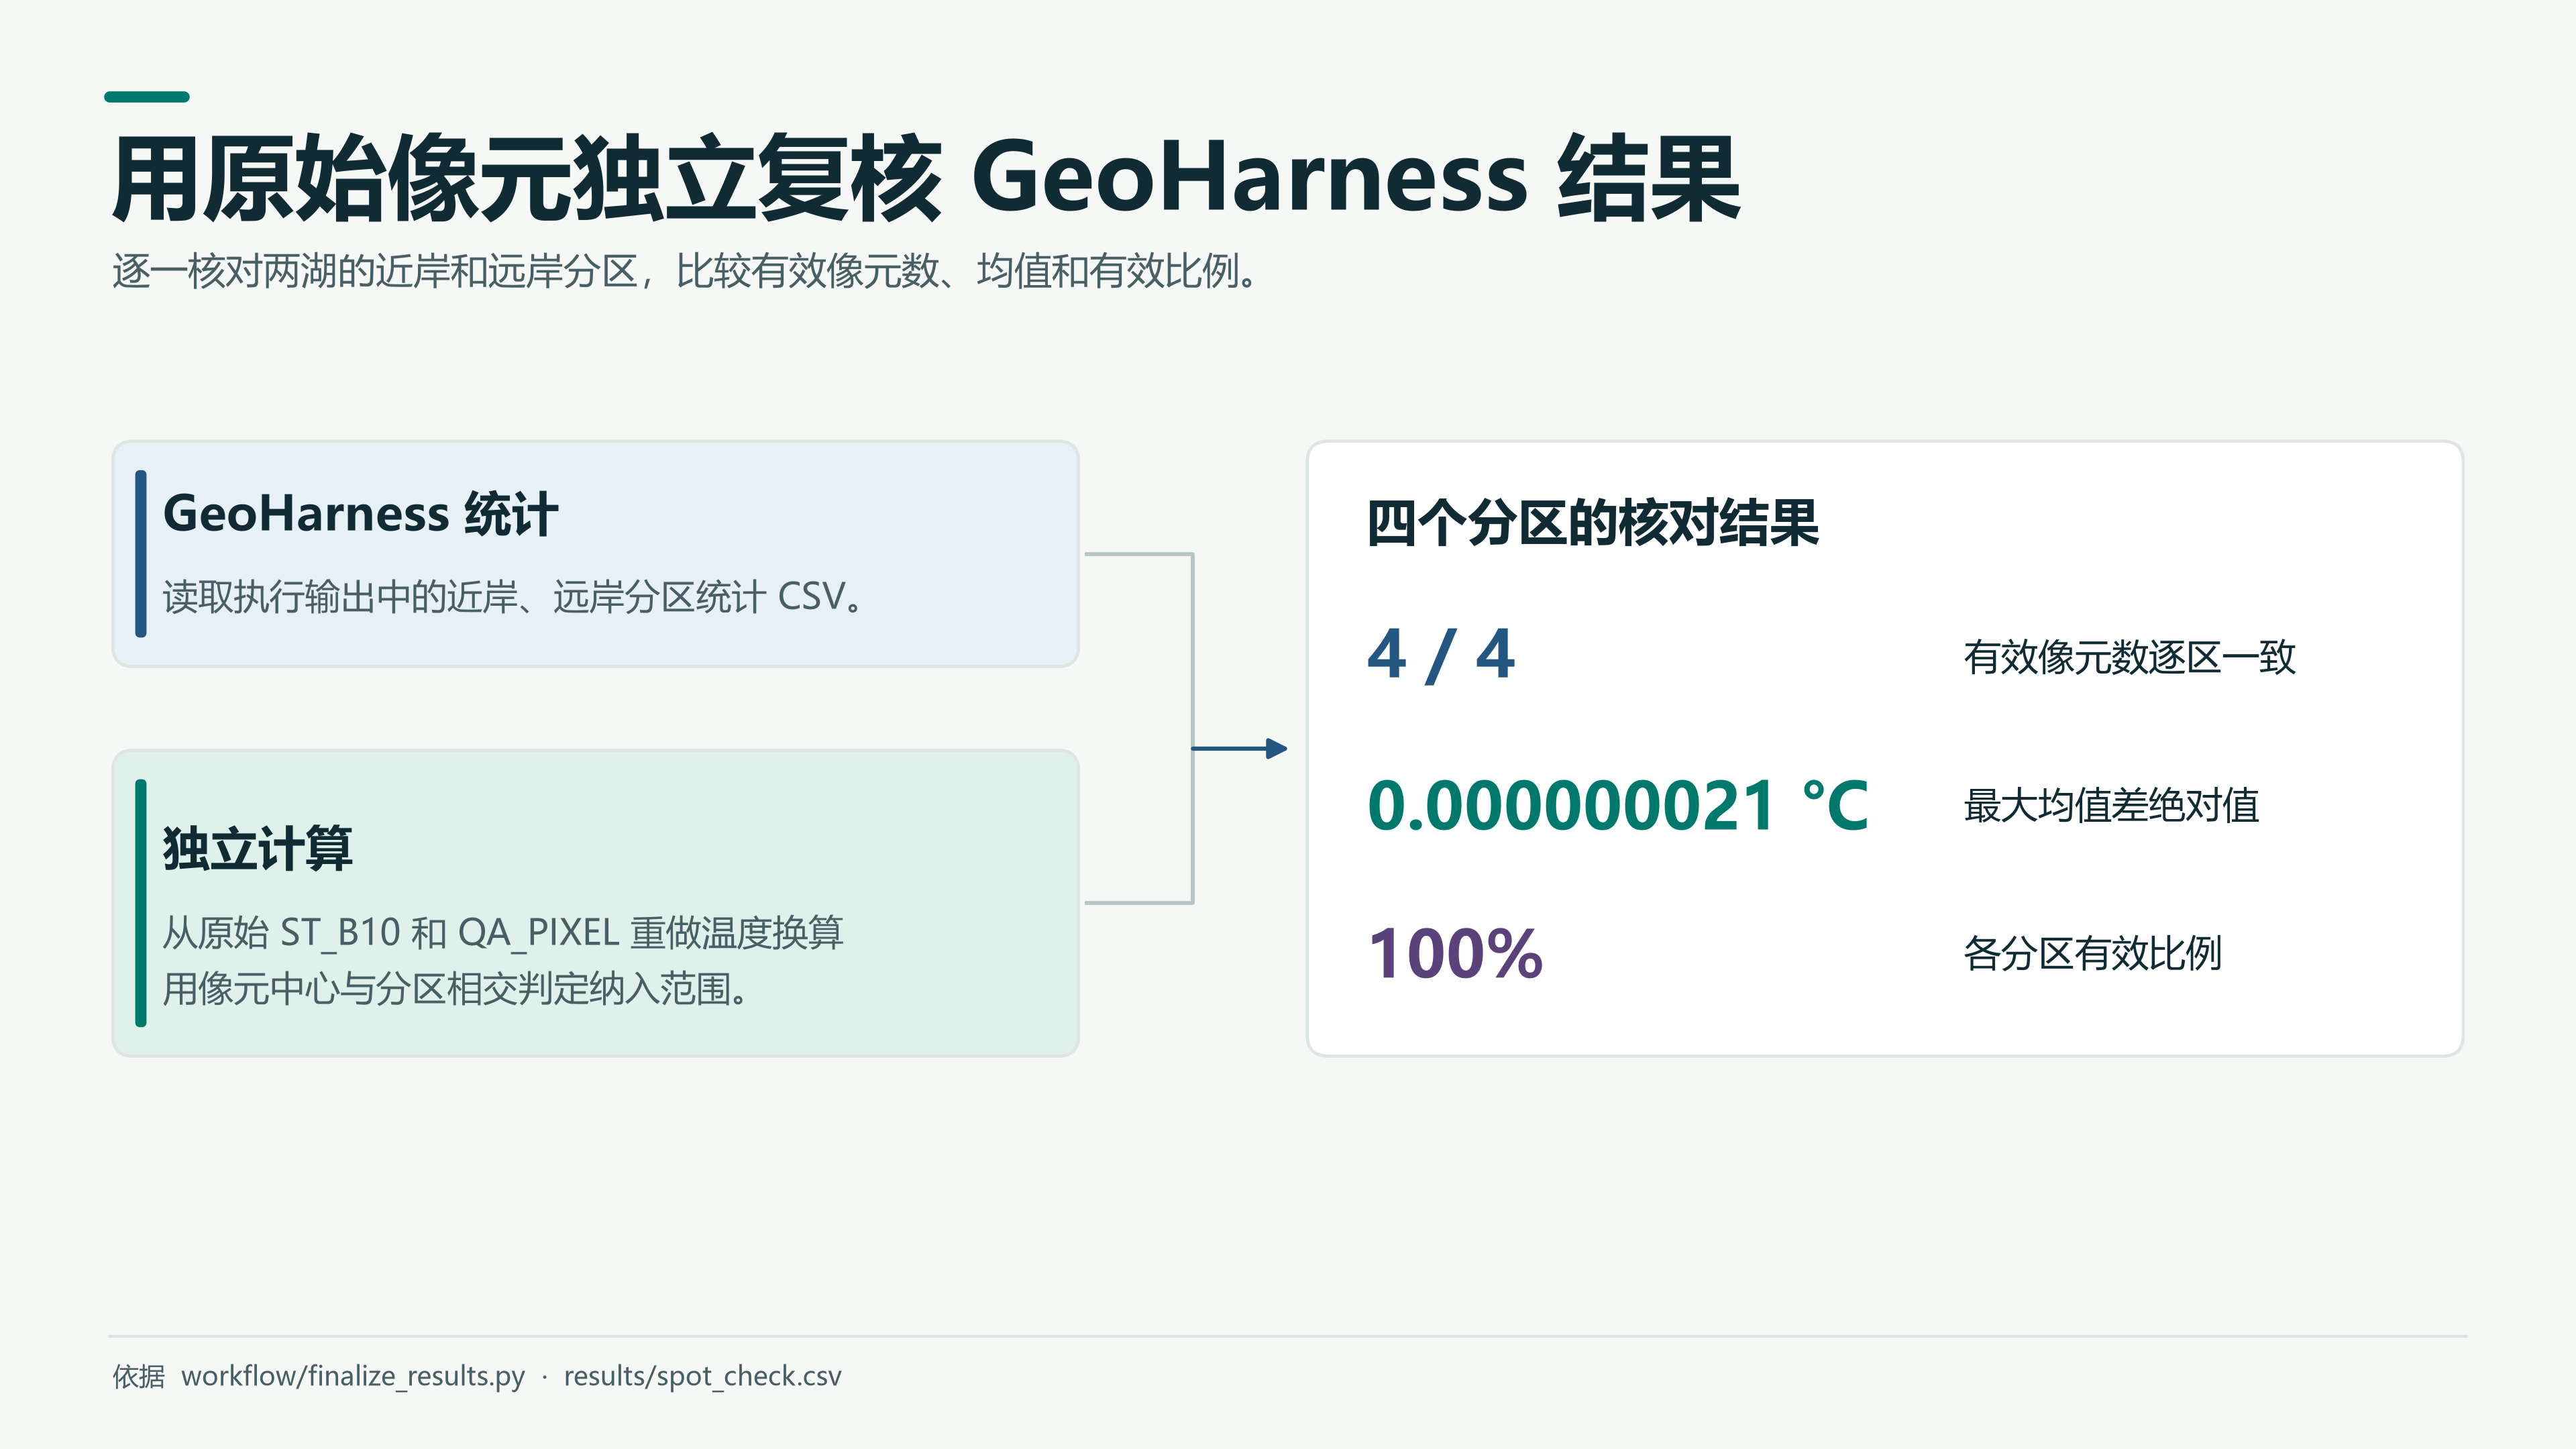 用原始像元独立复核 GeoHarness 结果
逐一核对两湖的近岸和远岸分区，比较有效像元数、均值和有效比例。
GeoHarness 统计
读取执行输出中的近岸、远岸分区统计 CSV。
独立计算
从原始 ST_B10 和 QA_PIXEL 重做温度换算
用像元中心与分区相交判定纳入范围。
四个分区的核对结果
4 / 4
有效像元数逐区一致
0.000000021 °C
最大均值差绝对值
100%
各分区有效比例
依据 workflow/finalize_results.py · results/spot_check.csv